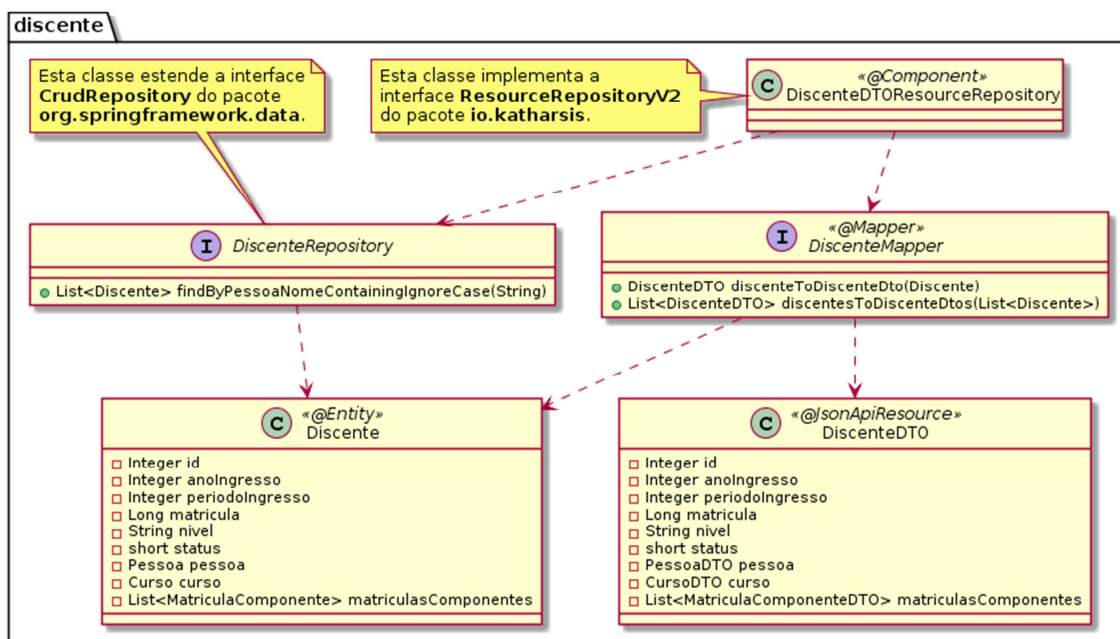 discente
Esta classe estende a interface
CrudRepository do pacote
org.springframework.data.
Esta classe implementa a
interface ResourceRepositoryV2
do pacote io.katharsis.
C
«@Component»
DiscenteDTOResourceRepository
I
DiscenteRepository
List<Discente> findByPessoaNomeContainingIgnoreCase(String)
I
«@Mapper»
DiscenteMapper
DiscenteDTO discenteToDiscenteDto(Discente)
List<DiscenteDTO> discentesToDiscenteDtos(List<Discente>)
C
«@Entity»
Discente
Integer id
Integer anoIngresso
Integer periodoIngresso
Long matricula
String nivel
short status
Pessoa pessoa
Curso curso
List<MatriculaComponente> matriculasComponentes
C
«@JsonApiResource»
DiscenteDTO
Integer id
Integer anoIngresso
Integer periodoIngresso
Long matricula
String nivel
short status
PessoaDTO pessoa
CursoDTO curso
List<MatriculaComponenteDTO> matriculasComponentes